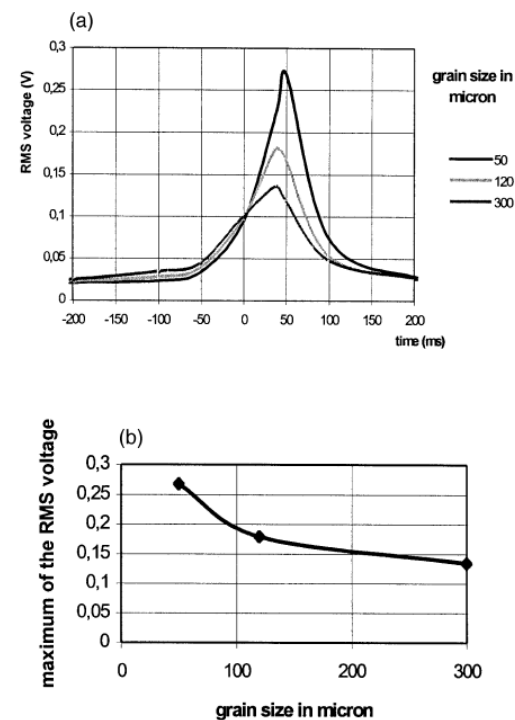 (a)
RMS voltage (V)
0,3
0,25
0,2
0,15
0,1
0,05
0
-200 -150 -100 -50 0 50 100 150 200
time (ms)
grain size in
micron
50
120
300
(b)
maximum of the RMS voltage
0,3
0,25
0,2
0,15
0,1
0,05
0
0 100 200 300
grain size in micron